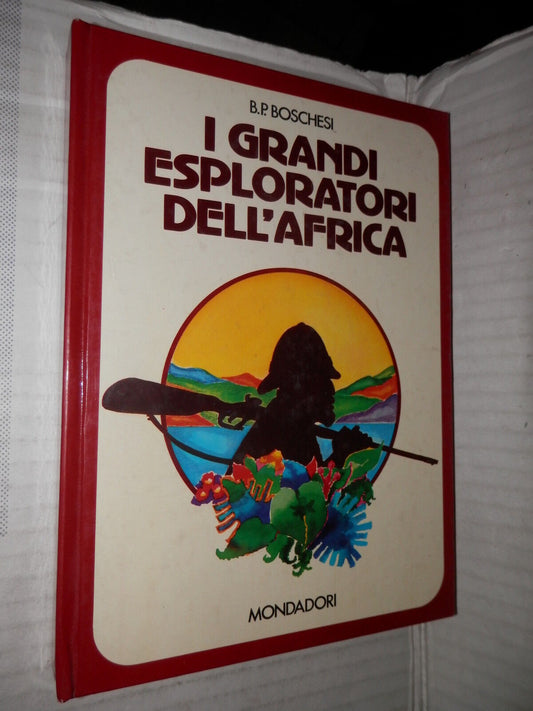 B.P. BOSCHESI
I GRANDI
ESPLORATORI
DELL'AFRICA
MONDADORI